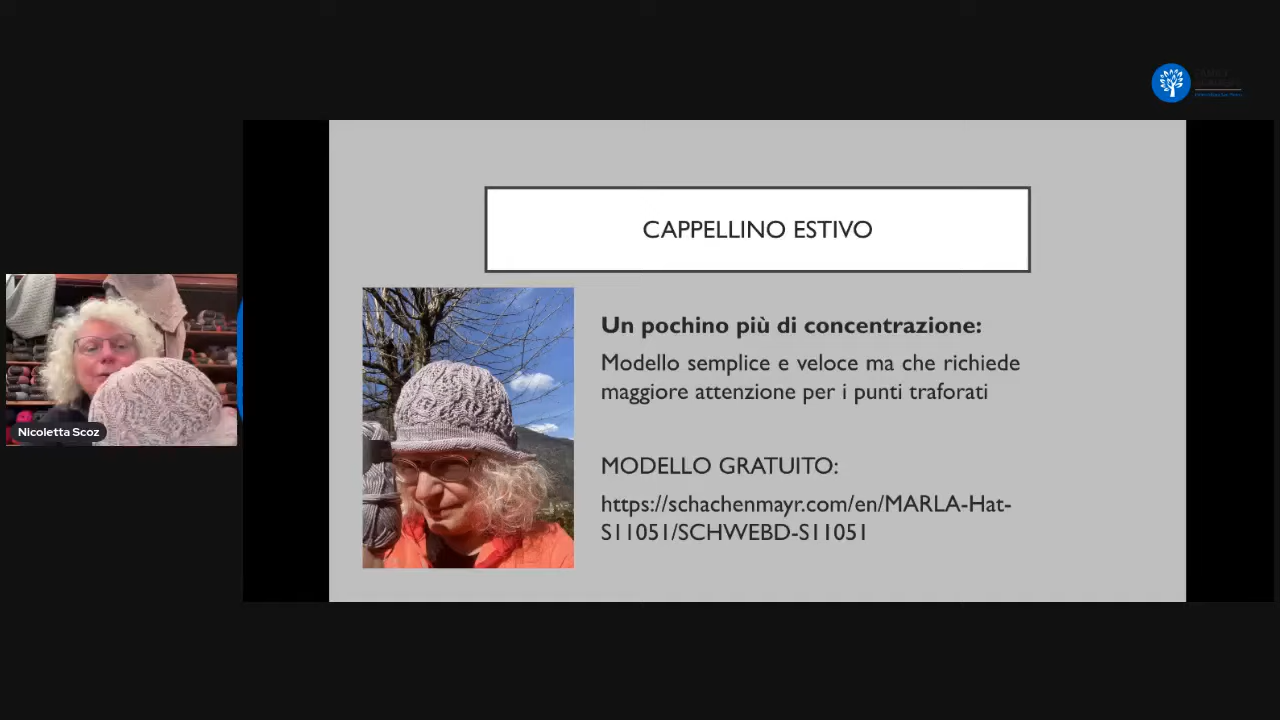 CAPPELLINO ESTIVO
Un pochino più di concentrazione:
Modello semplice e veloce ma che richiede
maggiore attenzione per i punti traforati
MODELLO GRATUITO:
https://schachenmayr.com/en/MARLA-Hat-
S11051/SCHWEBD-S11051
Nicoletta Scoz